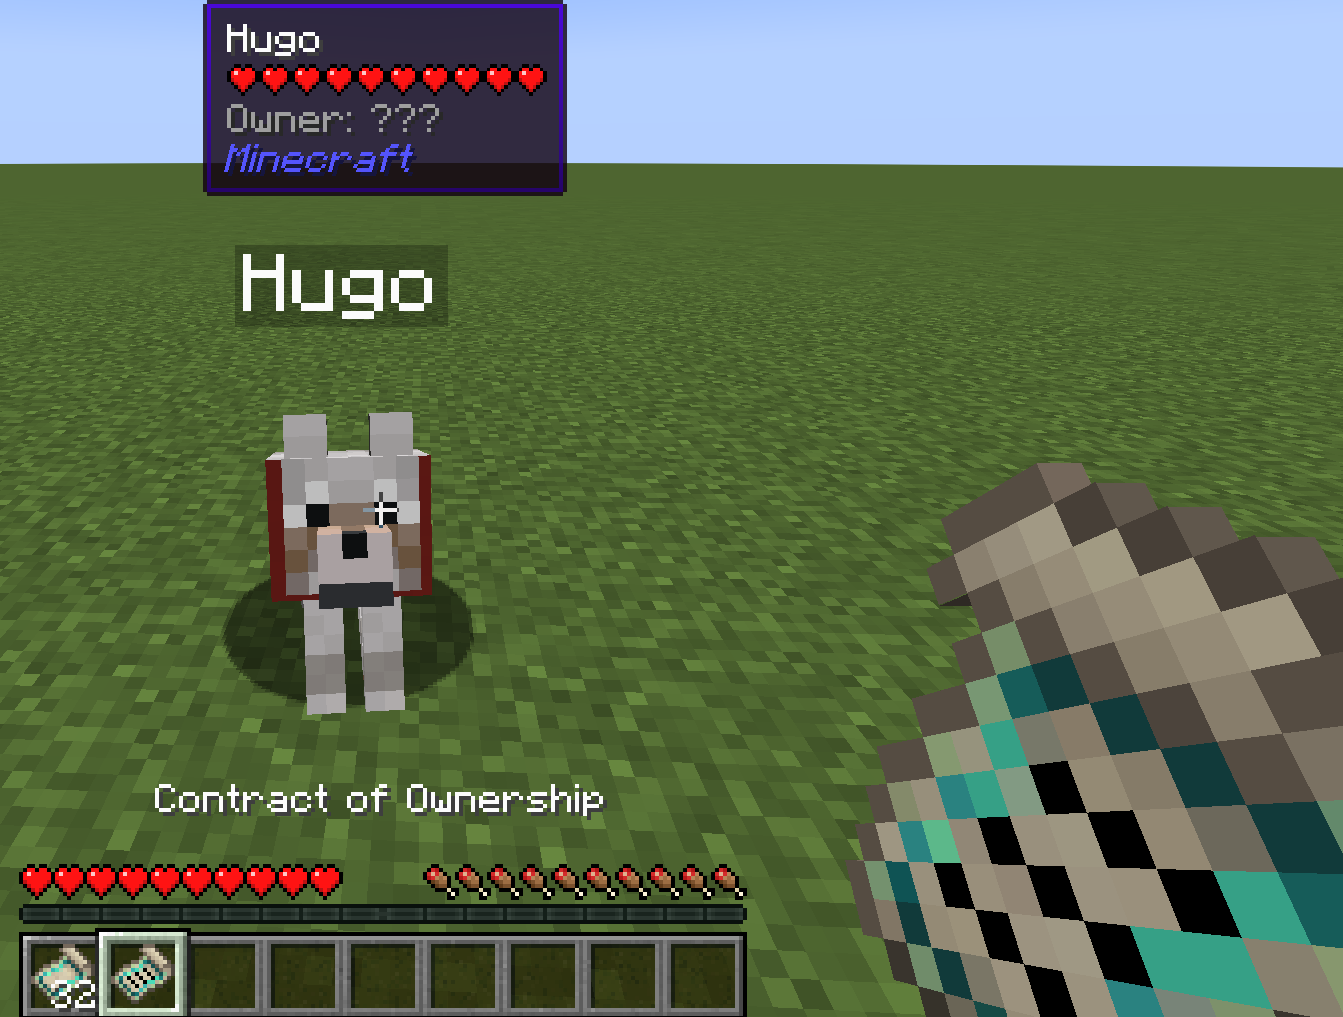 Hugo
Owner: ???
Minecraft
Hugo
Contract of Ownership
32